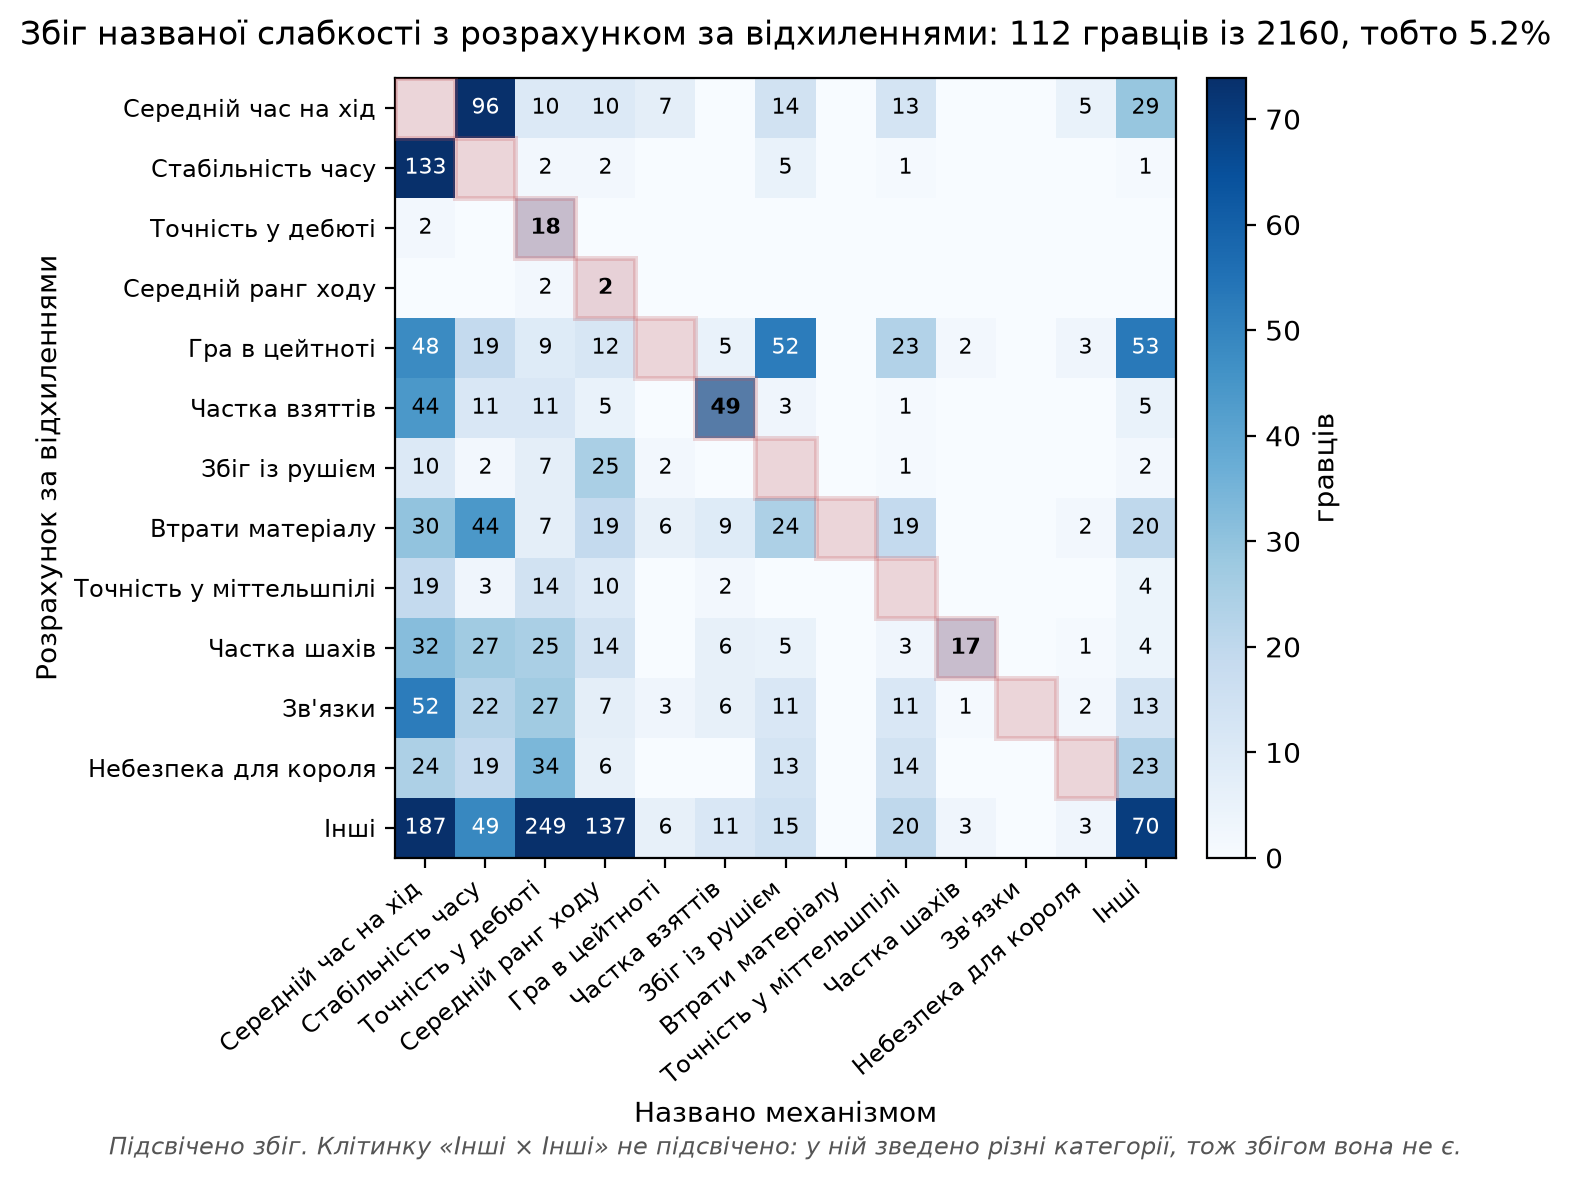 Збіг названої слабкості з розрахунком за відхиленнями: 112 гравців із 2160, тобто 5.2%
Середній час на хід 96 10 10 7 14 13 5 29
Стабільність часу 133 2 2 5 1 1
Точність у дебюті 2 18
Середній ранг ходу 2 2
Гра в цейтноті 48 19 9 12 5 52 23 2 3 53
Частка взяттів 44 11 11 5 49 3 1 5
Збіг із рушієм 10 2 7 25 2 1 2
Втрати матеріалу 30 44 7 19 6 9 24 19 2 20
Точність у міттельшпілі 19 3 14 10 2 4
Частка шахів 32 27 25 14 6 5 3 17 1 4
Зв'язки 52 22 27 7 3 6 11 11 1 2 13
Небезпека для короля 24 19 34 6 13 14 23
Інші 187 49 249 137 6 11 15 20 3 3 70
Розрахунок за відхиленнями
70
60
50
40
30
20
10
0
гравців
Середній час на хід
Стабільність часу
Точність у дебюті
Середній ранг ходу
Гра в цейтноті
Частка взяттів
Збіг із рушієм
Втрати матеріалу
Точність у міттельшпілі
Частка шахів
Зв'язки
Небезпека для короля
Інші
Названо механізмом
Підсвічено збіг. Клітинку «Інші × Інші» не підсвічено: у ній зведено різні категорії, тож збігом вона не є.